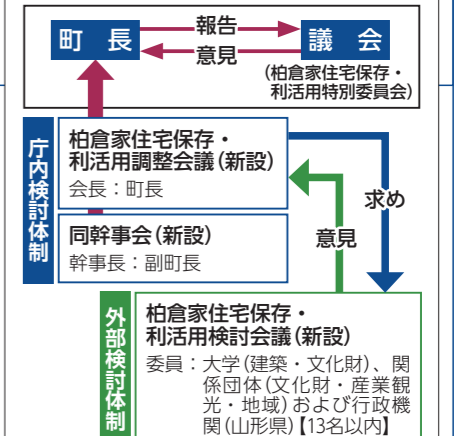 町 長
報告
意見
議 会
(柏倉家住宅保存・
利活用特別委員会)
庁内検討体制
柏倉家住宅保存・
利活用調整会議(新設)
会長:町長
同幹事会(新設)
幹事長:副町長
求め
意見
外部検討体制
柏倉家住宅保存・
利活用検討会議(新設)
委員:大学(建築・文化財)、関
係団体(文化財・産業観
光・地域)および行政機
関(山形県)【13名以内】